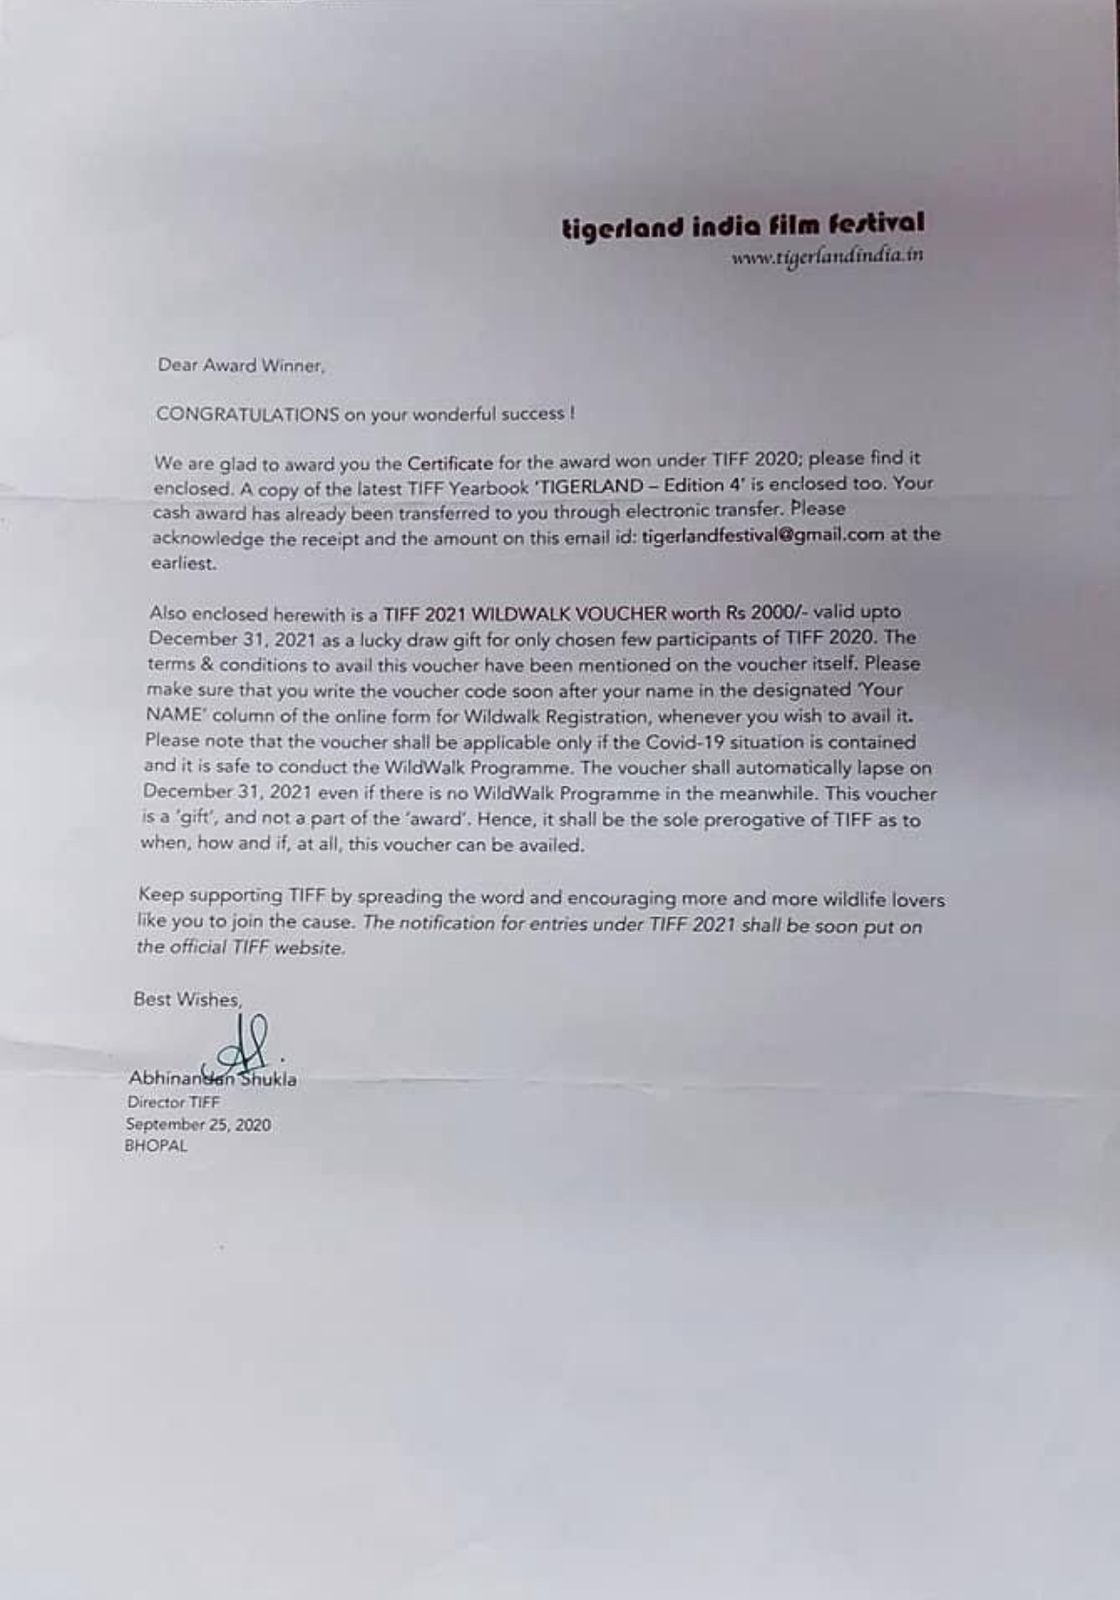 tigerland india film festival
www.tigerlandindia.in
Dear Award Winner,
CONGRATULATIONS on your wonderful success !
We are glad to award you the Certificate for the award won under TIFF 2020; please find it
enclosed. A copy of the latest TIFF Yearbook 'TIGERLAND – Edition 4' is enclosed too. Your
cash award has already been transferred to you through electronic transfer. Please
acknowledge the receipt and the amount on this email id: tigerlandfestival@gmail.com at the
earliest.
Also enclosed herewith is a TIFF 2021 WILDWALK VOUCHER worth Rs 2000/- valid upto
December 31, 2021 as a lucky draw gift for only chosen few participants of TIFF 2020. The
terms & conditions to avail this voucher have been mentioned on the voucher itself. Please
make sure that you write the voucher code soon after your name in the designated 'Your
NAME' column of the online form for Wildwalk Registration, whenever you wish to avail it.
Please note that the voucher shall be applicable only if the Covid-19 situation is contained
and it is safe to conduct the WildWalk Programme. The voucher shall automatically lapse on
December 31, 2021 even if there is no WildWalk Programme in the meanwhile. This voucher
is a 'gift', and not a part of the 'award'. Hence, it shall be the sole prerogative of TIFF as to
when, how and if, at all, this voucher can be availed.
Keep supporting TIFF by spreading the word and encouraging more and more wildlife lovers
like you to join the cause. The notification for entries under TIFF 2021 shall be soon put on
the official TIFF website.
Best Wishes,
Abhinandan Shukla
Director TIFF
September 25, 2020
BHOPAL